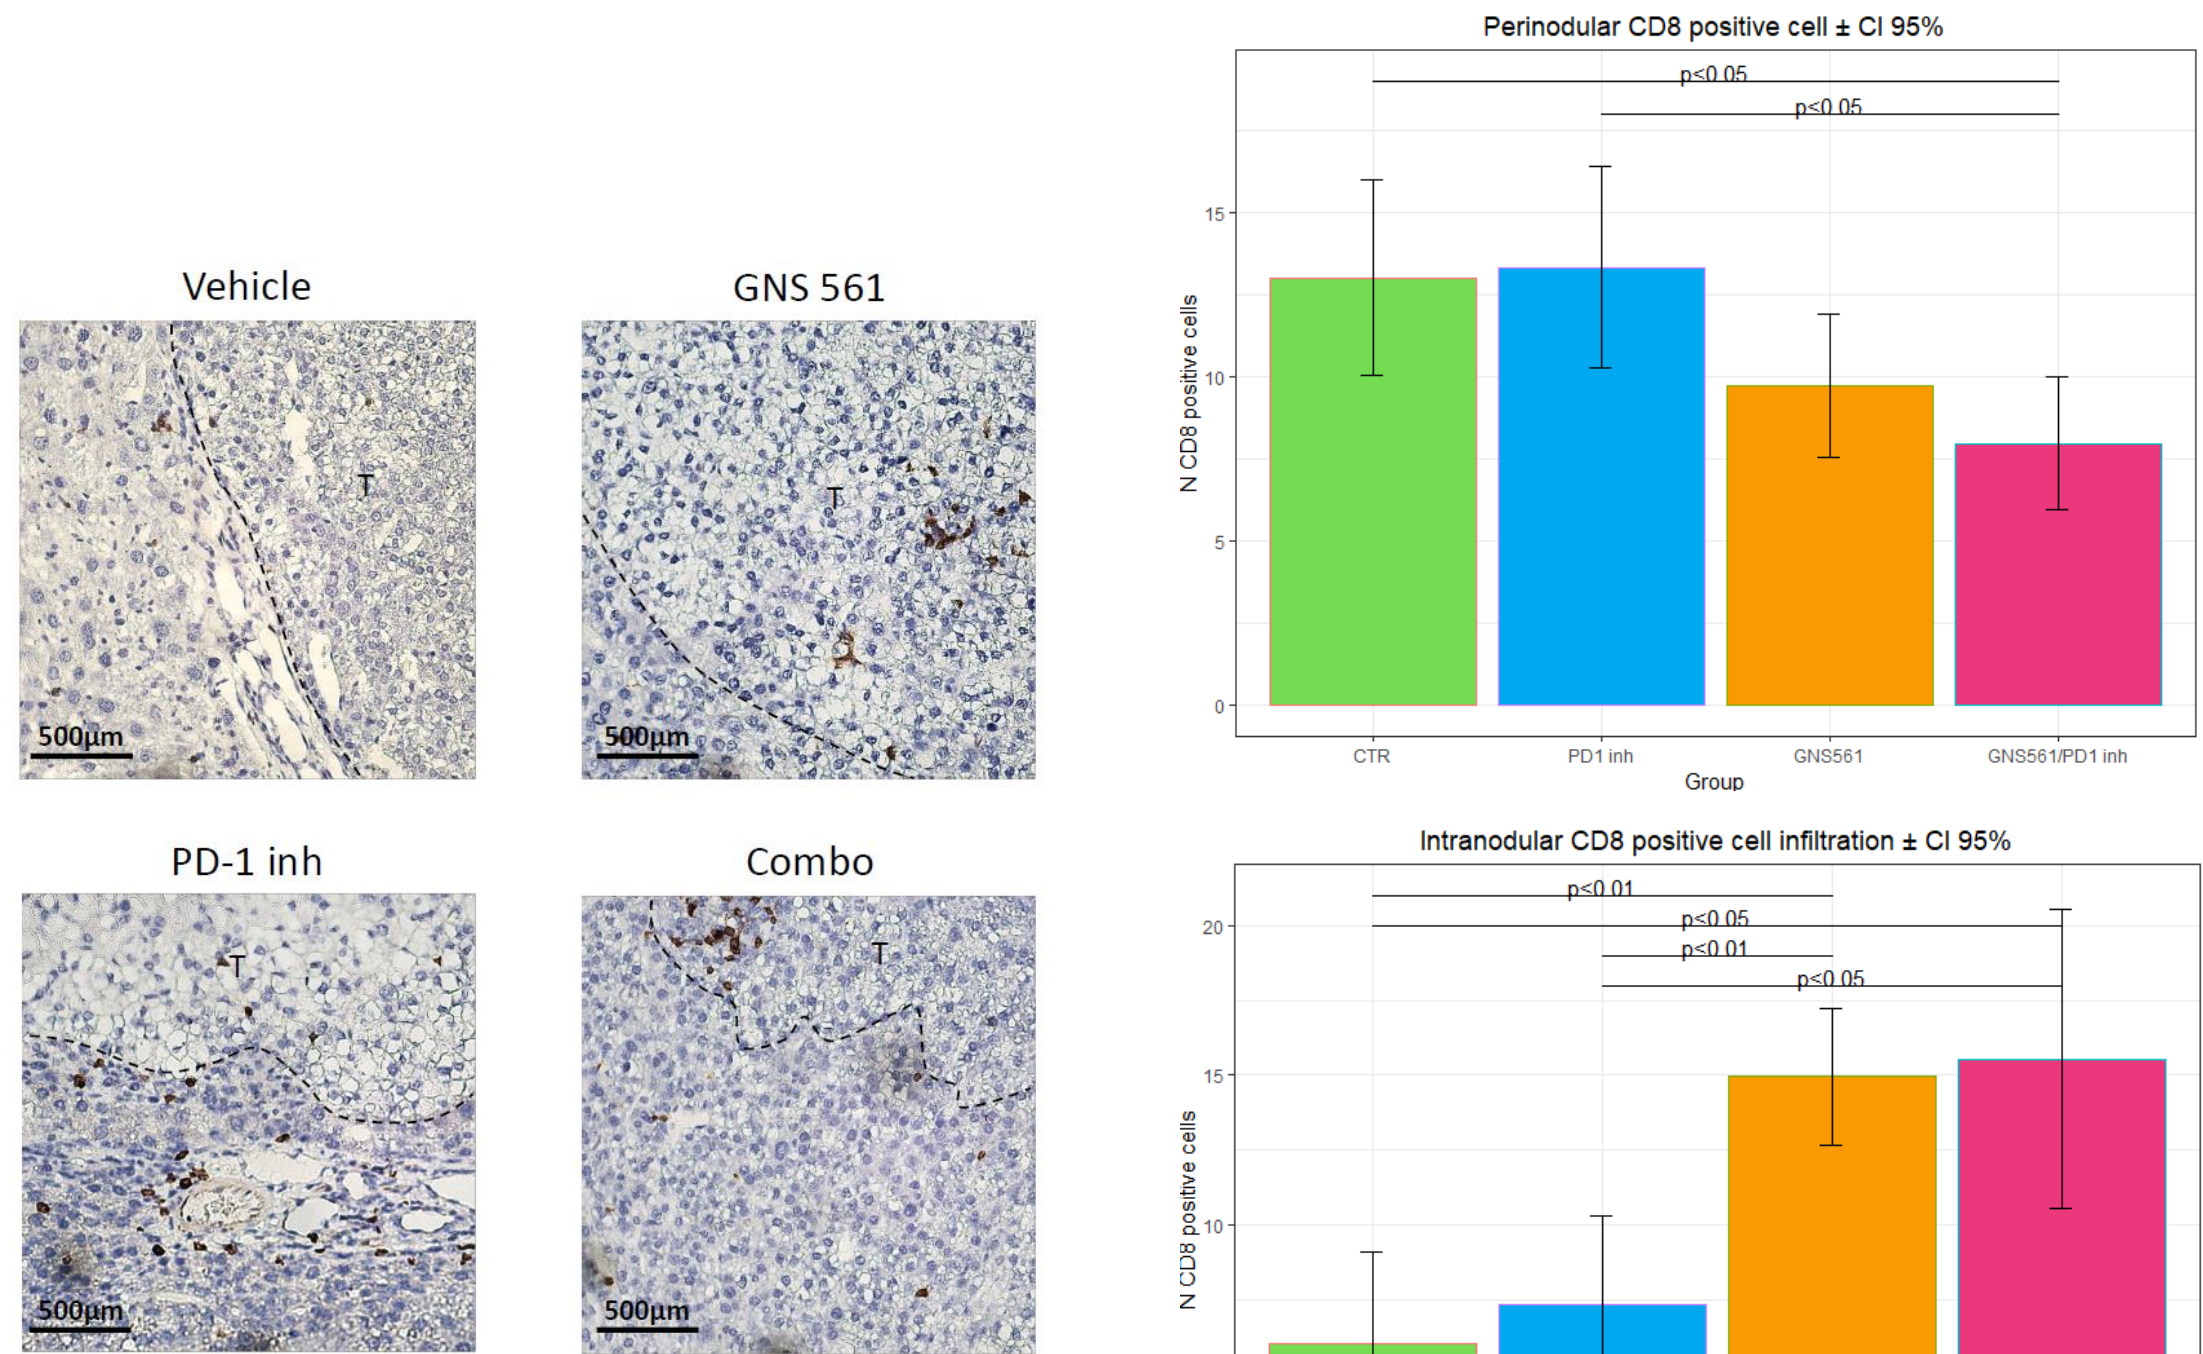 Vehicle
GNS 561
T
T
500µm
500µm
PD-1 inh
Combo
T
T
500µm
500µm
Perinodular CD8 positive cell ± CI 95%
p<0.05
p<0.05
N CD8 positive cells
15
10
5
0
CTR
PD1 inh
GNS561
GNS561/PD1 inh
Group
Intranodular CD8 positive cell infiltration ± CI 95%
p<0.01
p<0.05
p<0.01
p<0.05
N CD8 positive cells
20
15
10